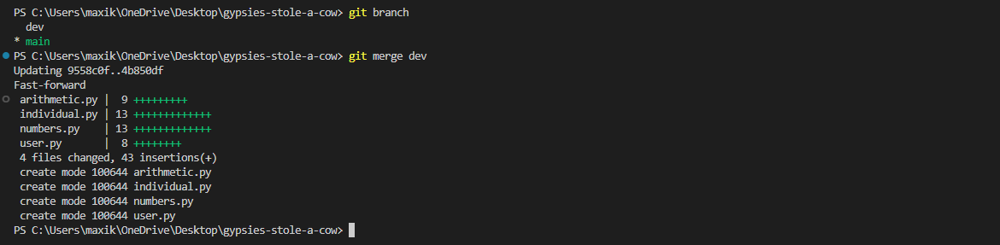 PS C:\Users\maxik\OneDrive\Desktop\gypsies-stole-a-cow> git branch
  dev
* main
PS C:\Users\maxik\OneDrive\Desktop\gypsies-stole-a-cow> git merge dev
Updating 9558c0f..4b850df
Fast-forward
 arithmetic.py |  9 +++++++++
 individual.py | 13 +++++++++++++
 numbers.py    | 13 +++++++++++++
 user.py       |  8 ++++++++
 4 files changed, 43 insertions(+)
 create mode 100644 arithmetic.py
 create mode 100644 individual.py
 create mode 100644 numbers.py
 create mode 100644 user.py
PS C:\Users\maxik\OneDrive\Desktop\gypsies-stole-a-cow>